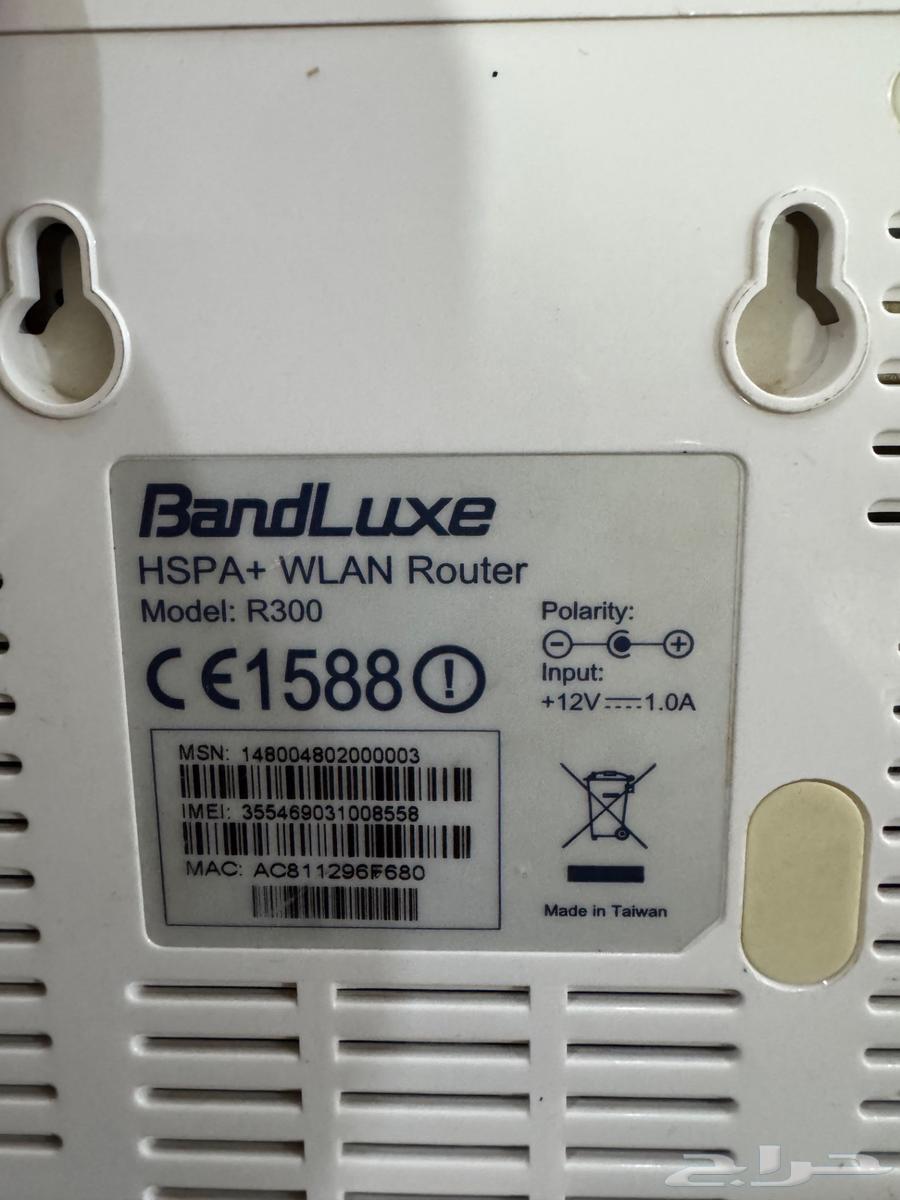 BandLuxe
HSPA+ WLAN Router
Model: R300
CE1588
Polarity:
Input:
+12V 1.0A
MSN: 148004802000003
IMEI: 355469031008558
MAC: AC811296F680
Made in Taiwan
حراج